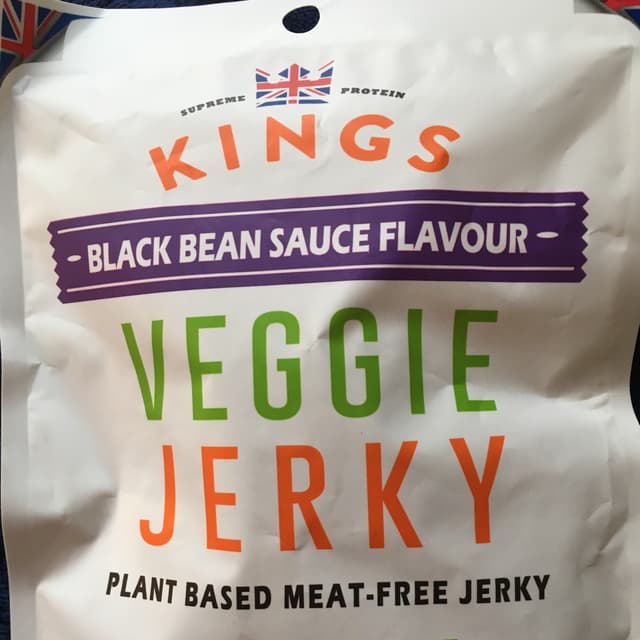 SUPREME PROTEIN
KINGS
- BLACK BEAN SAUCE FLAVOUR -
VEGGIE
JERKY
PLANT BASED MEAT-FREE JERKY